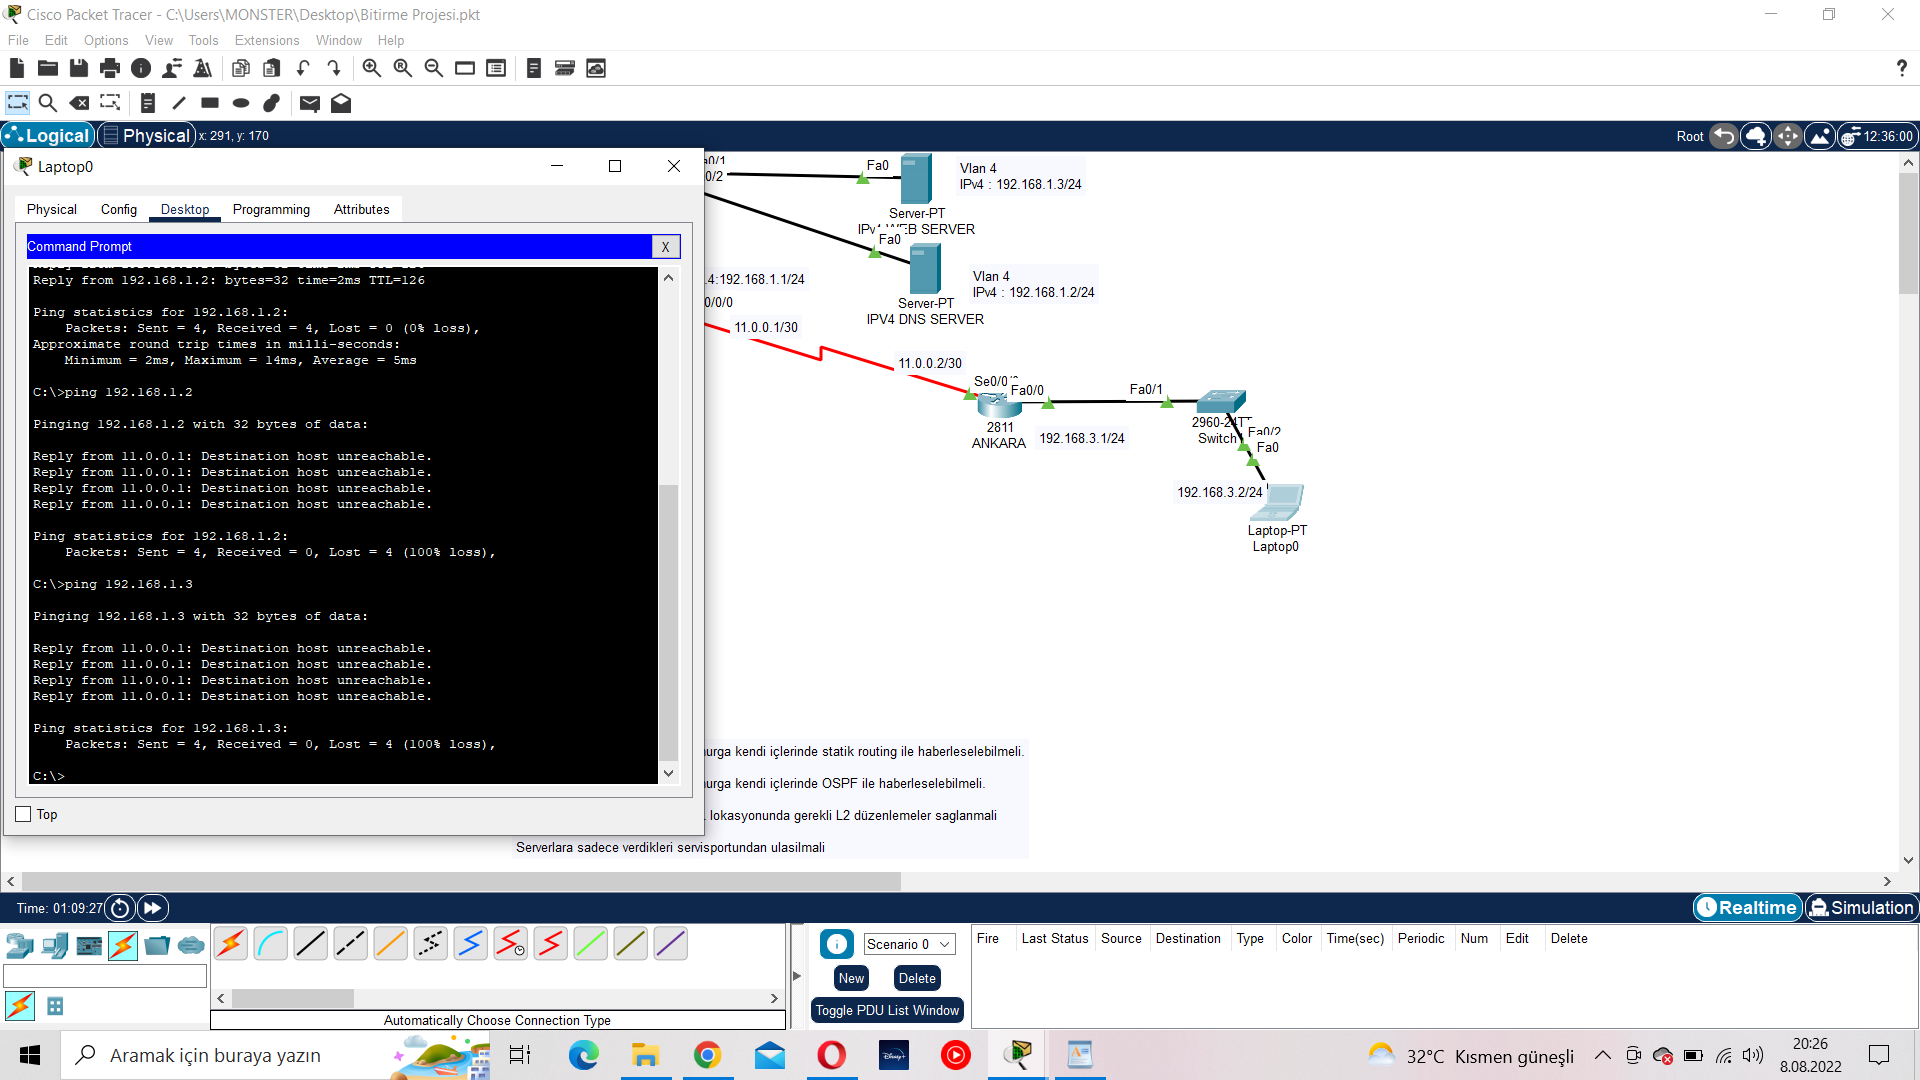 Cisco Packet Tracer - C:\Users\MONSTER\Desktop\Bitirme Projesi.pkt
File Edit Options View Tools Extensions Window Help
Logical Physical x: 291, y: 170
Root 12:36:00
Laptop0
Physical Config Desktop Programming Attributes
Command Prompt X
Reply from 192.168.1.2: bytes=32 time=2ms TTL=126
Ping statistics for 192.168.1.2:
Packets: Sent = 4, Received = 4, Lost = 0 (0% loss),
Approximate round trip times in milli-seconds:
Minimum = 2ms, Maximum = 14ms, Average = 5ms
C:\>ping 192.168.1.2
Pinging 192.168.1.2 with 32 bytes of data:
Reply from 11.0.0.1: Destination host unreachable.
Reply from 11.0.0.1: Destination host unreachable.
Reply from 11.0.0.1: Destination host unreachable.
Reply from 11.0.0.1: Destination host unreachable.
Ping statistics for 192.168.1.2:
Packets: Sent = 4, Received = 0, Lost = 4 (100% loss),
C:\>ping 192.168.1.3
Pinging 192.168.1.3 with 32 bytes of data:
Reply from 11.0.0.1: Destination host unreachable.
Reply from 11.0.0.1: Destination host unreachable.
Reply from 11.0.0.1: Destination host unreachable.
Reply from 11.0.0.1: Destination host unreachable.
Ping statistics for 192.168.1.3:
Packets: Sent = 4, Received = 0, Lost = 4 (100% loss),
C:\>
Top
0/2
Fa0
Vlan 4
IPv4 : 192.168.1.3/24
Server-PT
WEB SERVER
Fa0
Vlan 4
IPv4 : 192.168.1.2/24
Server-PT
IPV4 DNS SERVER
.4:192.168.1.1/24
0/0/0
11.0.0.1/30
11.0.0.2/30
Se0/0/0
Fa0/0
2811
ANKARA
192.168.3.1/24
Fa0/1
2960-24TT
Switch
Fa0/2
Fa0
192.168.3.2/24
Laptop-PT
Laptop0
urga kendi içlerinde statik routing ile haberleselebilmeli.
urga kendi içlerinde OSPF ile haberleselebilmeli.
lokasyonunda gerekli L2 düzenlemeler saglanmali
Serverlara sadece verdikleri servisportundan ulasilmali
Time: 01:09:27
Realtime Simulation
Automatically Choose Connection Type
Scenario 0
New Delete
Toggle PDU List Window
Fire Last Status Source Destination Type Color Time(sec) Periodic Num Edit Delete
Aramak için buraya yazın
Disney+
32°C Kısmen güneşli
20:26
8.08.2022